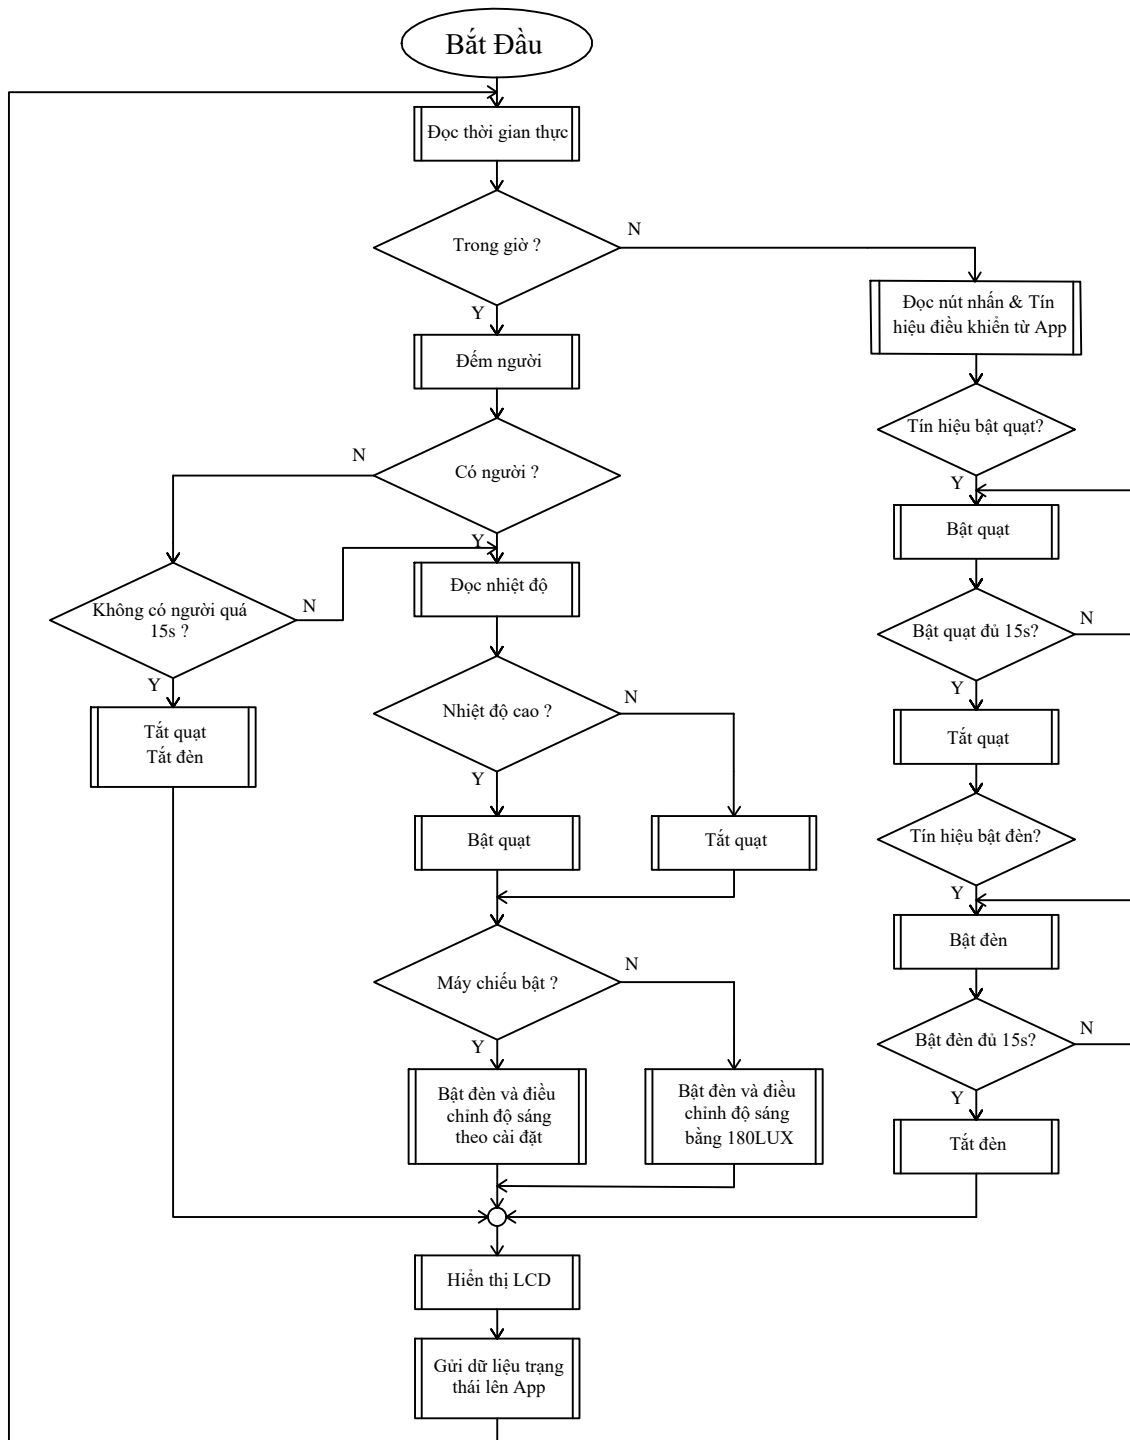 Bắt Đầu
Đọc thời gian thực
Trong giờ ?
N
Y
Đọc nút nhấn & Tín
hiệu điều khiển từ App
Đếm người
Tín hiệu bật quạt?
Y
Có người ?
N
Y
Bật quạt
Đọc nhiệt độ
Không có người quá
15s ?
N
Y
Bật quạt đủ 15s?
N
Y
Nhiệt độ cao ?
N
Y
Tắt quạt
Tắt đèn
Tắt quạt
Bật quạt
Tắt quạt
Tín hiệu bật đèn?
Y
Bật đèn
Máy chiếu bật ?
N
Y
Bật đèn đủ 15s?
N
Y
Bật đèn và điều
chỉnh độ sáng
theo cài đặt
Bật đèn và điều
chỉnh độ sáng
bằng 180LUX
Tắt đèn
Hiển thị LCD
Gửi dữ liệu trạng
thái lên App